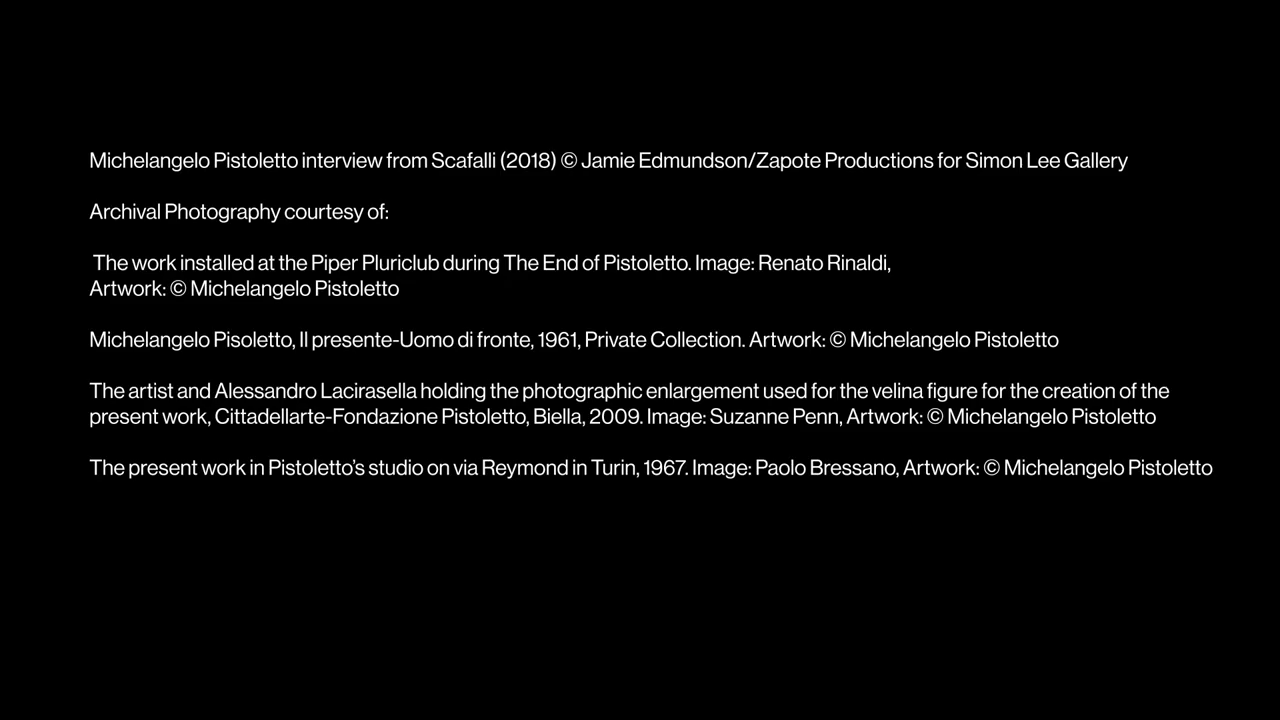 Michelangelo Pistoletto interview from Scafalli (2018) © Jamie Edmundson/Zapote Productions for Simon Lee Gallery
Archival Photography courtesy of:
The work installed at the Piper Pluriclub during The End of Pistoletto. Image: Renato Rinaldi,
Artwork: © Michelangelo Pistoletto
Michelangelo Pisoletto, Il presente-Uomo di fronte, 1961, Private Collection. Artwork: © Michelangelo Pistoletto
The artist and Alessandro Lacirasella holding the photographic enlargement used for the velina figure for the creation of the
present work, Cittadellarte-Fondazione Pistoletto, Biella, 2009. Image: Suzanne Penn, Artwork: © Michelangelo Pistoletto
The present work in Pistoletto’s studio on via Reymond in Turin, 1967. Image: Paolo Bressano, Artwork: © Michelangelo Pistoletto